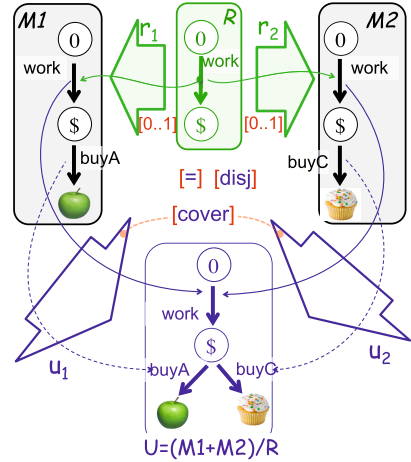 M1
R
M2
r1
r2
0
0
0
work
work
work
$
$
$
[0..1]
[0..1]
buyA
buyC
[=] [disj]
[cover]
0
work
$
u1
u2
buyA
buyC
U=(M1+M2)/R